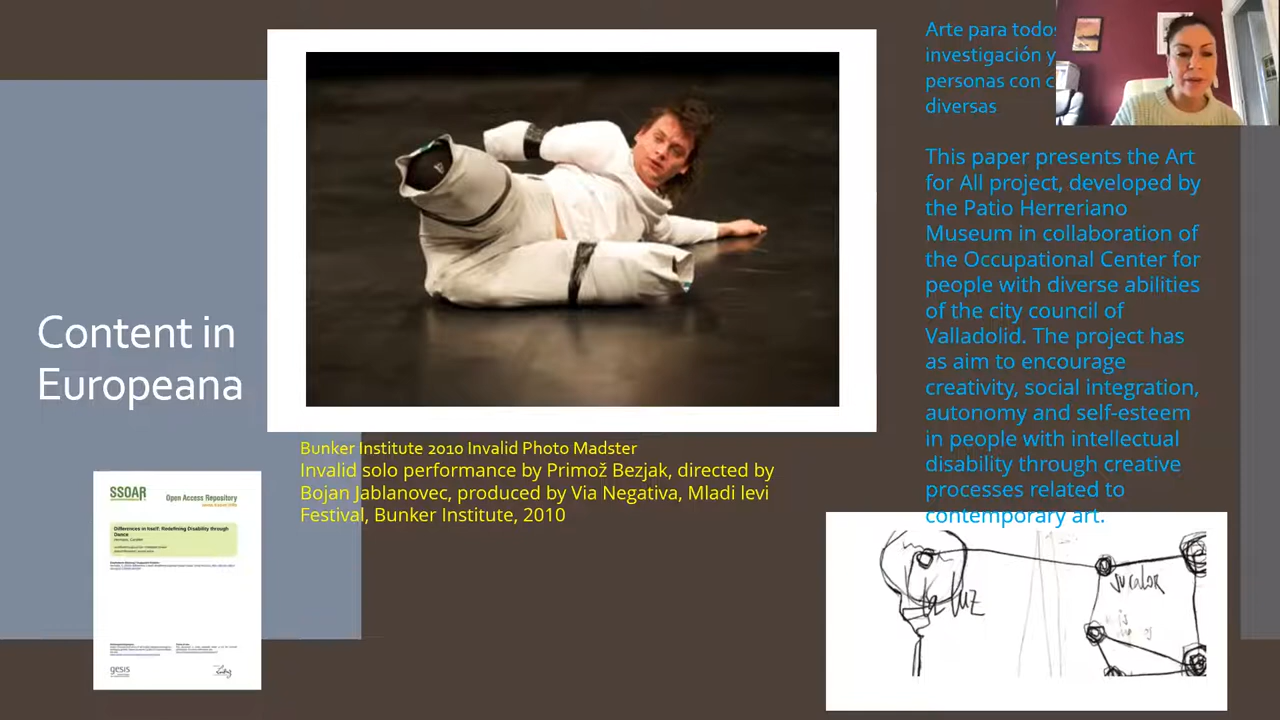 Content in
Europeana
Bunker Institute 2010 Invalid Photo Madster
Invalid solo performance by Primož Bezjak, directed by
Bojan Jablanovec, produced by Via Negativa, Mladi levi
Festival, Bunker Institute, 2010
Arte para todos
investigación y
personas con c
diversas
This paper presents the Art
for All project, developed by
the Patio Herreriano
Museum in collaboration of
the Occupational Center for
people with diverse abilities
of the city council of
Valladolid. The project has
as aim to encourage
creativity, social integration,
autonomy and self-esteem
in people with intellectual
disability through creative
processes related to
contemporary art.
SSOAR
Open Access Repository
Differences in Itself: Redefining Disability through
Dance
gesis
la luz
su calor